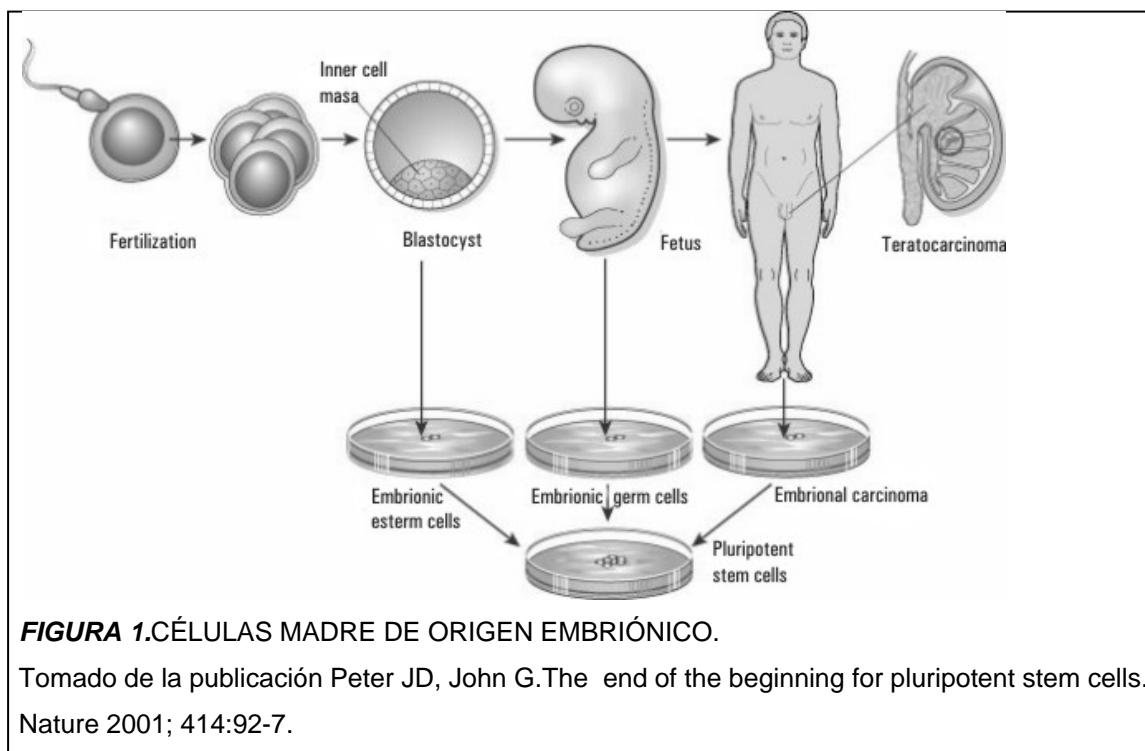 Inner cell
masa
Fertilization
Blastocyst
Fetus
Teratocarcinoma
Embrionic
esterm cells
Embrionic germ cells
Embrional carcinoma
Pluripotent
stem cells
FIGURA 1.CÉLULAS MADRE DE ORIGEN EMBRIÓNICO.
Tomado de la publicación Peter JD, John G.The end of the beginning for pluripotent stem cells.
Nature 2001; 414:92-7.